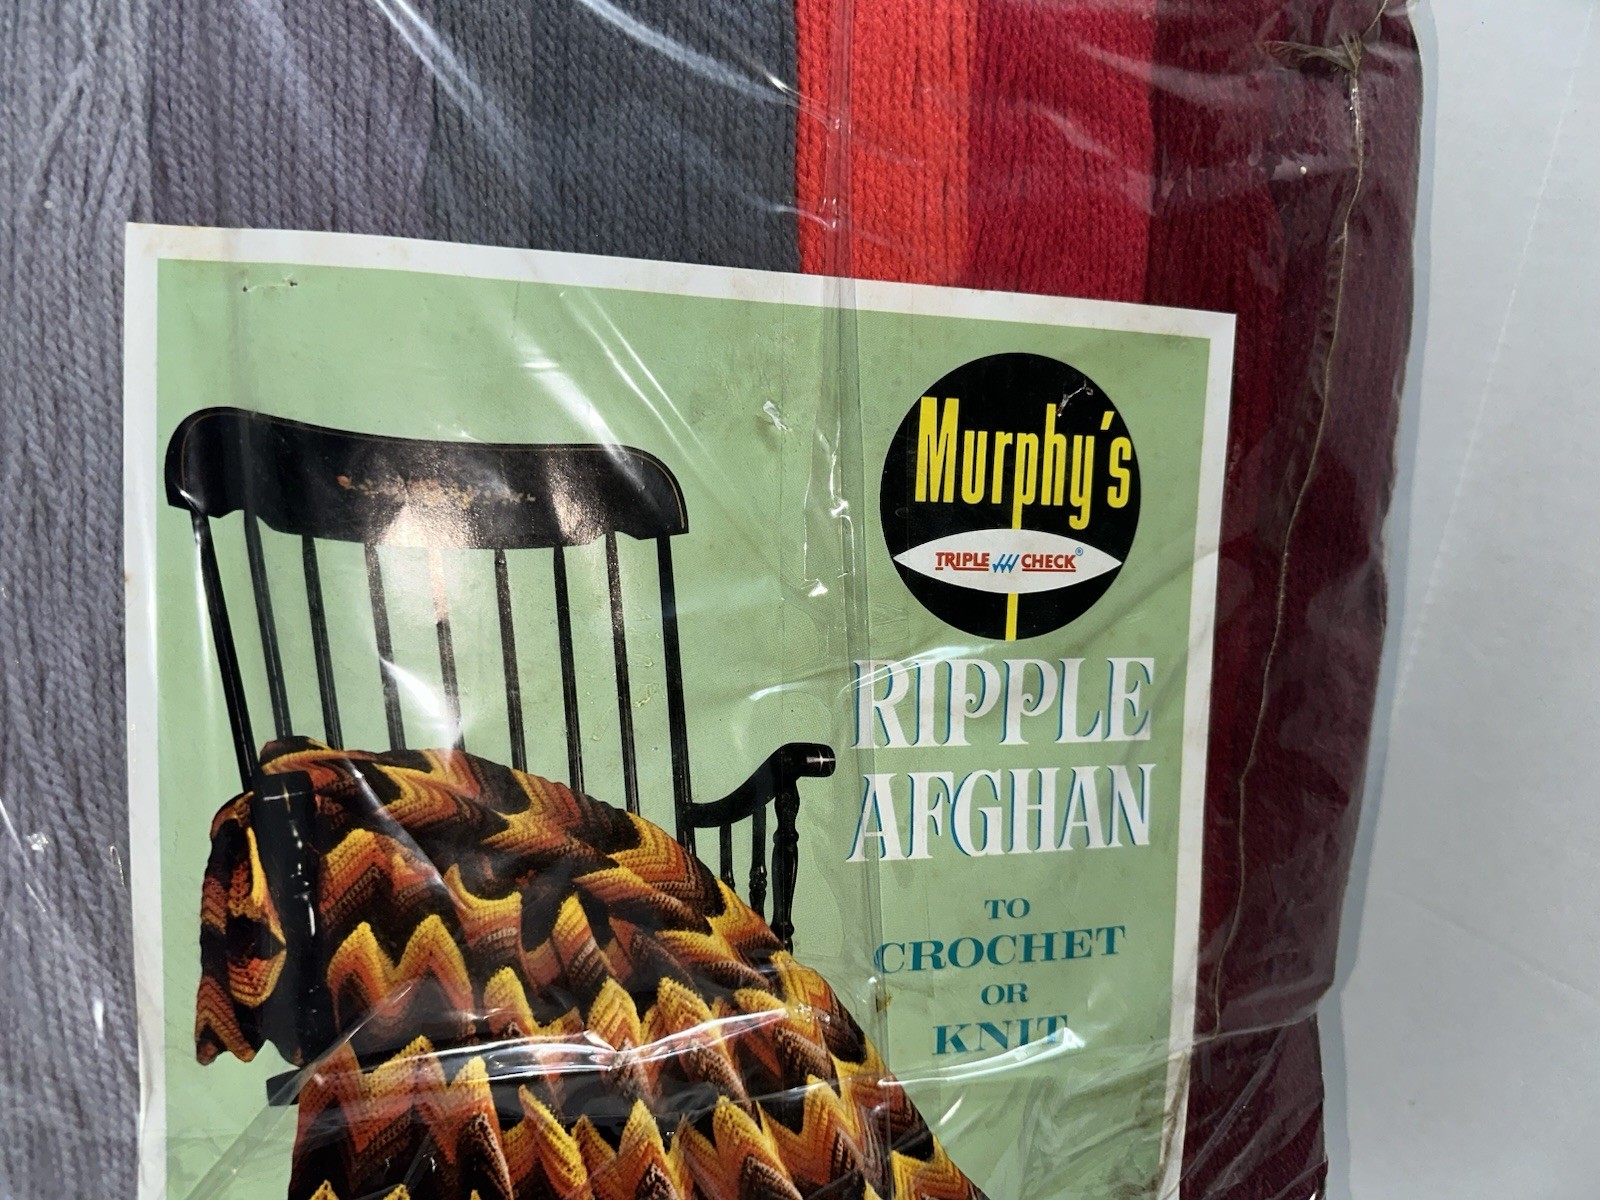 Murphy's
TRIPLE CHECK®
RIPPLE
AFGHAN
TO
CROCHET
OR
KNIT